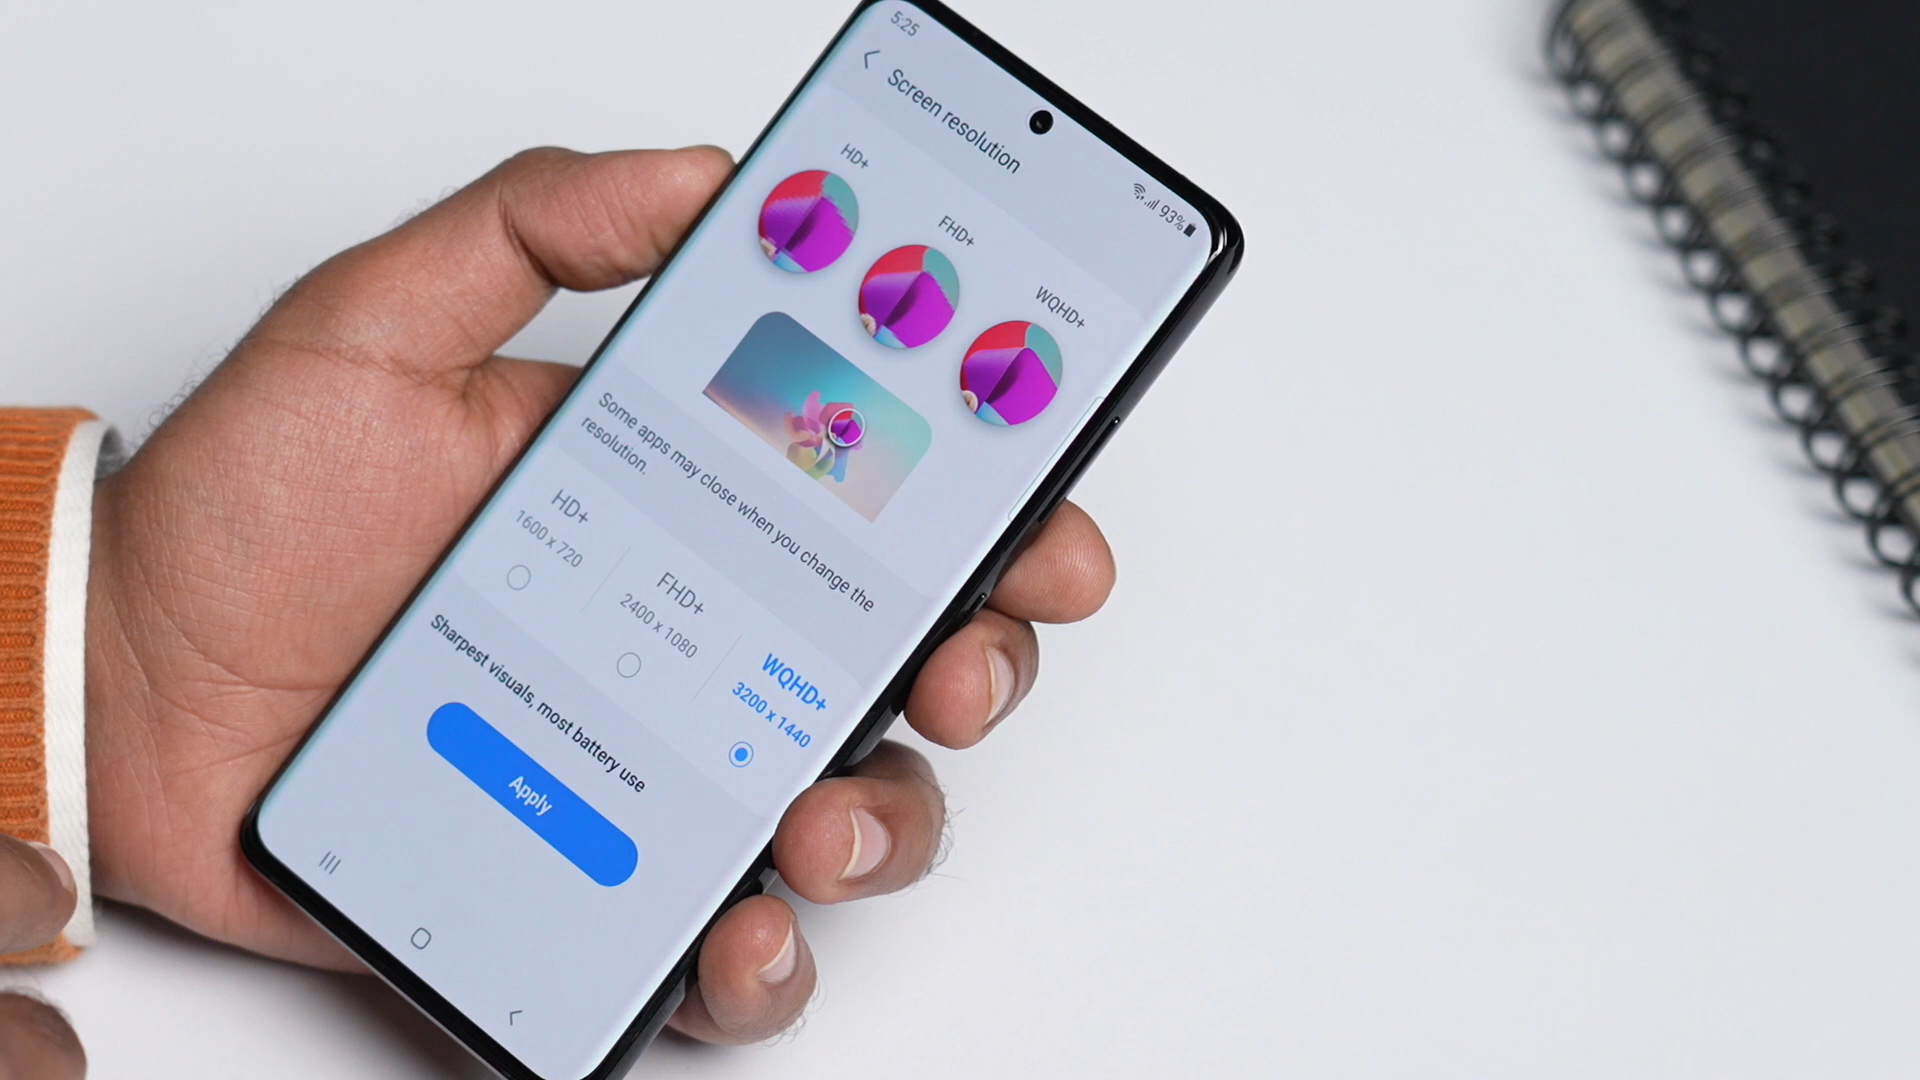 5:25
93%
Screen resolution
HD+
FHD+
WQHD+
Some apps may close when you change the
resolution.
HD+
1600 x 720
FHD+
2400 x 1080
WQHD+
3200 x 1440
Sharpest visuals, most battery use
Apply